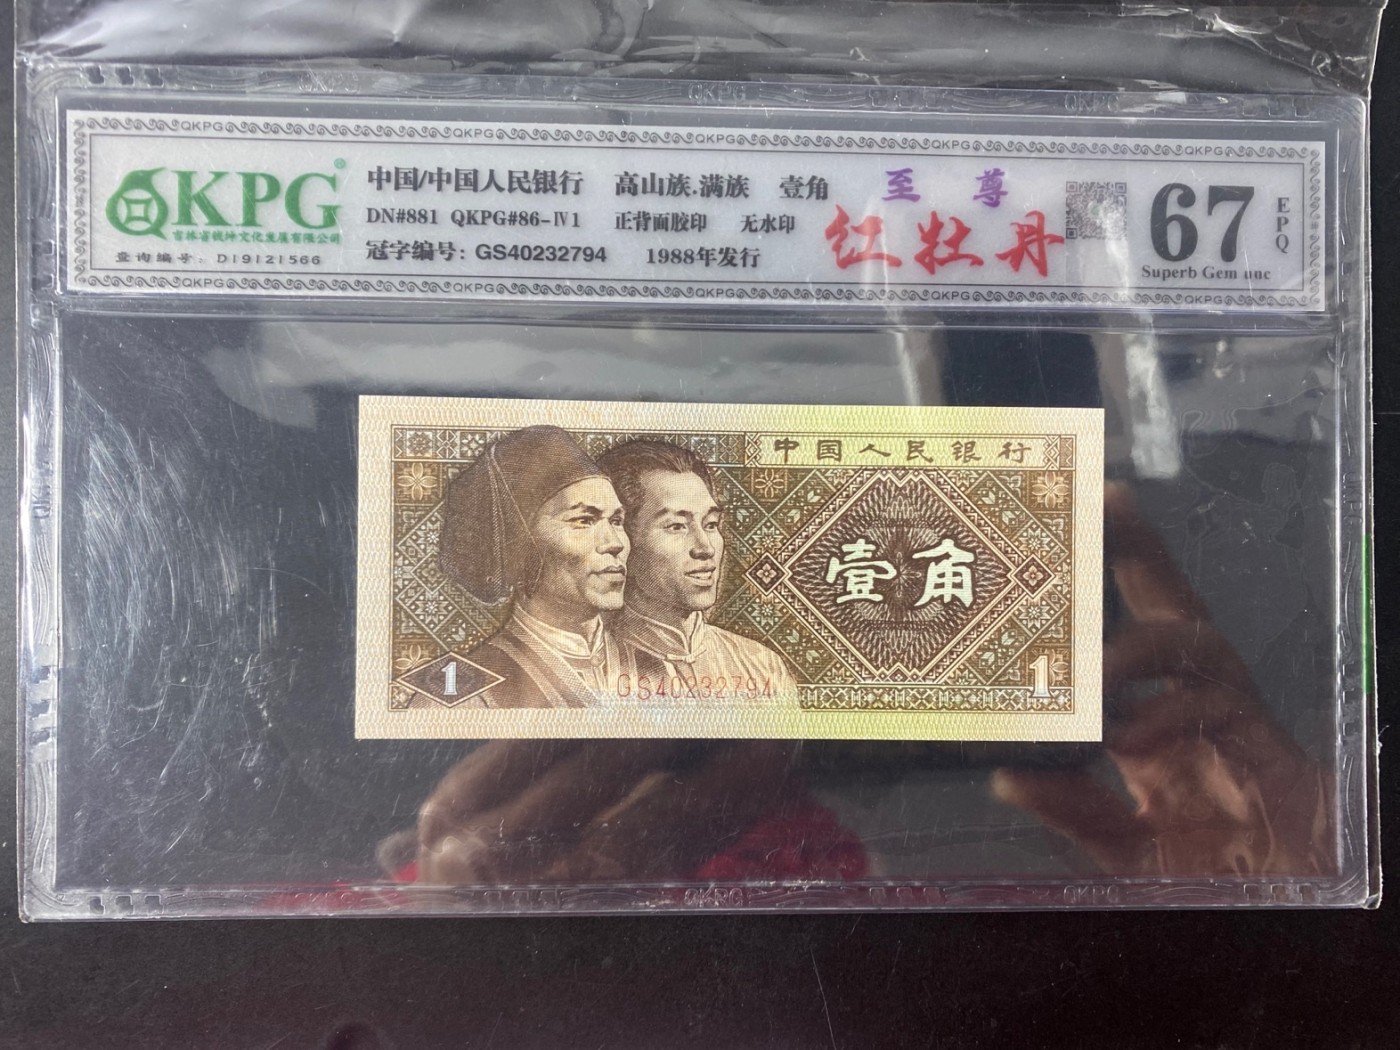 QKPG®
吉林省钱坤文化发展有限公司
查询编号: D19121566
中国/中国人民银行 高山族.满族 壹角
DN#881 QKPG#86-Ⅳ1 正背面胶印 无水印
冠字编号: GS40232794 1988年发行
至尊
红牡丹
67
EPQ
Superb Gem unc
中国人民银行
壹角
1
GS40232794
1